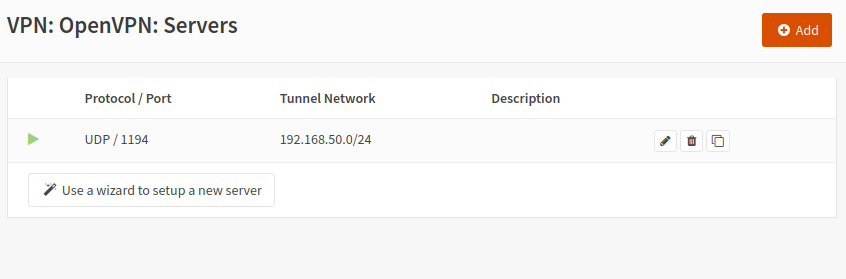 VPN: OpenVPN: Servers
Add
Protocol / Port Tunnel Network Description
UDP / 1194 192.168.50.0/24
Use a wizard to setup a new server